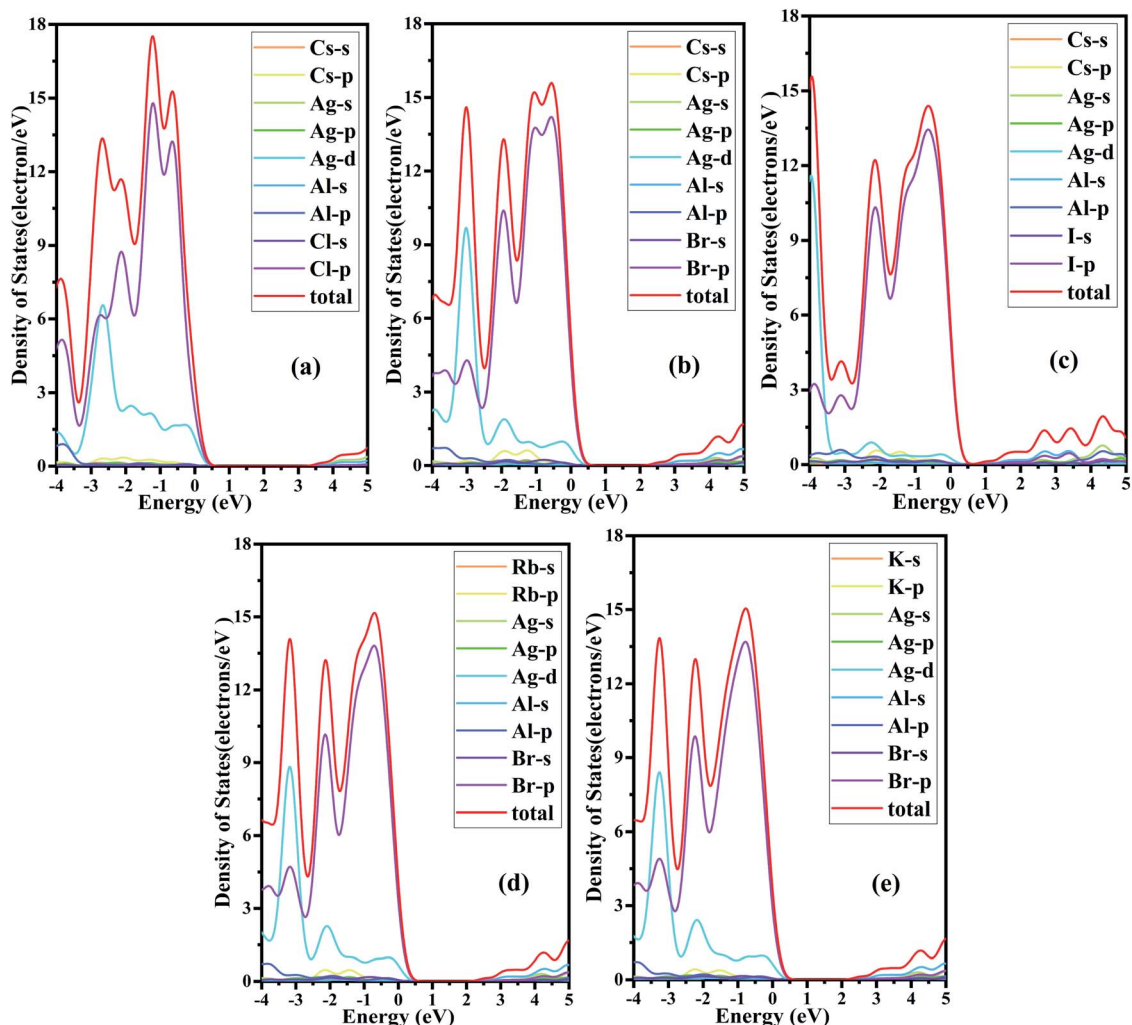 18
15
12
9
6
3
0
Density of States(electron/eV)
Cs-s
Cs-p
Ag-s
Ag-p
Ag-d
Al-s
Al-p
Cl-s
Cl-p
total
(a)
-4 -3 -2 -1 0 1 2 3 4 5
Energy (eV)
18
15
12
9
6
3
0
Density of States(electrons/eV)
Cs-s
Cs-p
Ag-s
Ag-p
Ag-d
Al-s
Al-p
Br-s
Br-p
total
(b)
-4 -3 -2 -1 0 1 2 3 4 5
Energy (eV)
18
15
12
9
6
3
0
Density of States(electrons/eV)
Cs-s
Cs-p
Ag-s
Ag-p
Ag-d
Al-s
Al-p
I-s
I-p
total
(c)
-4 -3 -2 -1 0 1 2 3 4 5
Energy (eV)
18
15
12
9
6
3
0
Density of States(electrons/eV)
Rb-s
Rb-p
Ag-s
Ag-p
Ag-d
Al-s
Al-p
Br-s
Br-p
total
(d)
-4 -3 -2 -1 0 1 2 3 4 5
Energy (eV)
18
15
12
9
6
3
0
Density of States(electrons/eV)
K-s
K-p
Ag-s
Ag-p
Ag-d
Al-s
Al-p
Br-s
Br-p
total
(e)
-4 -3 -2 -1 0 1 2 3 4 5
Energy (eV)